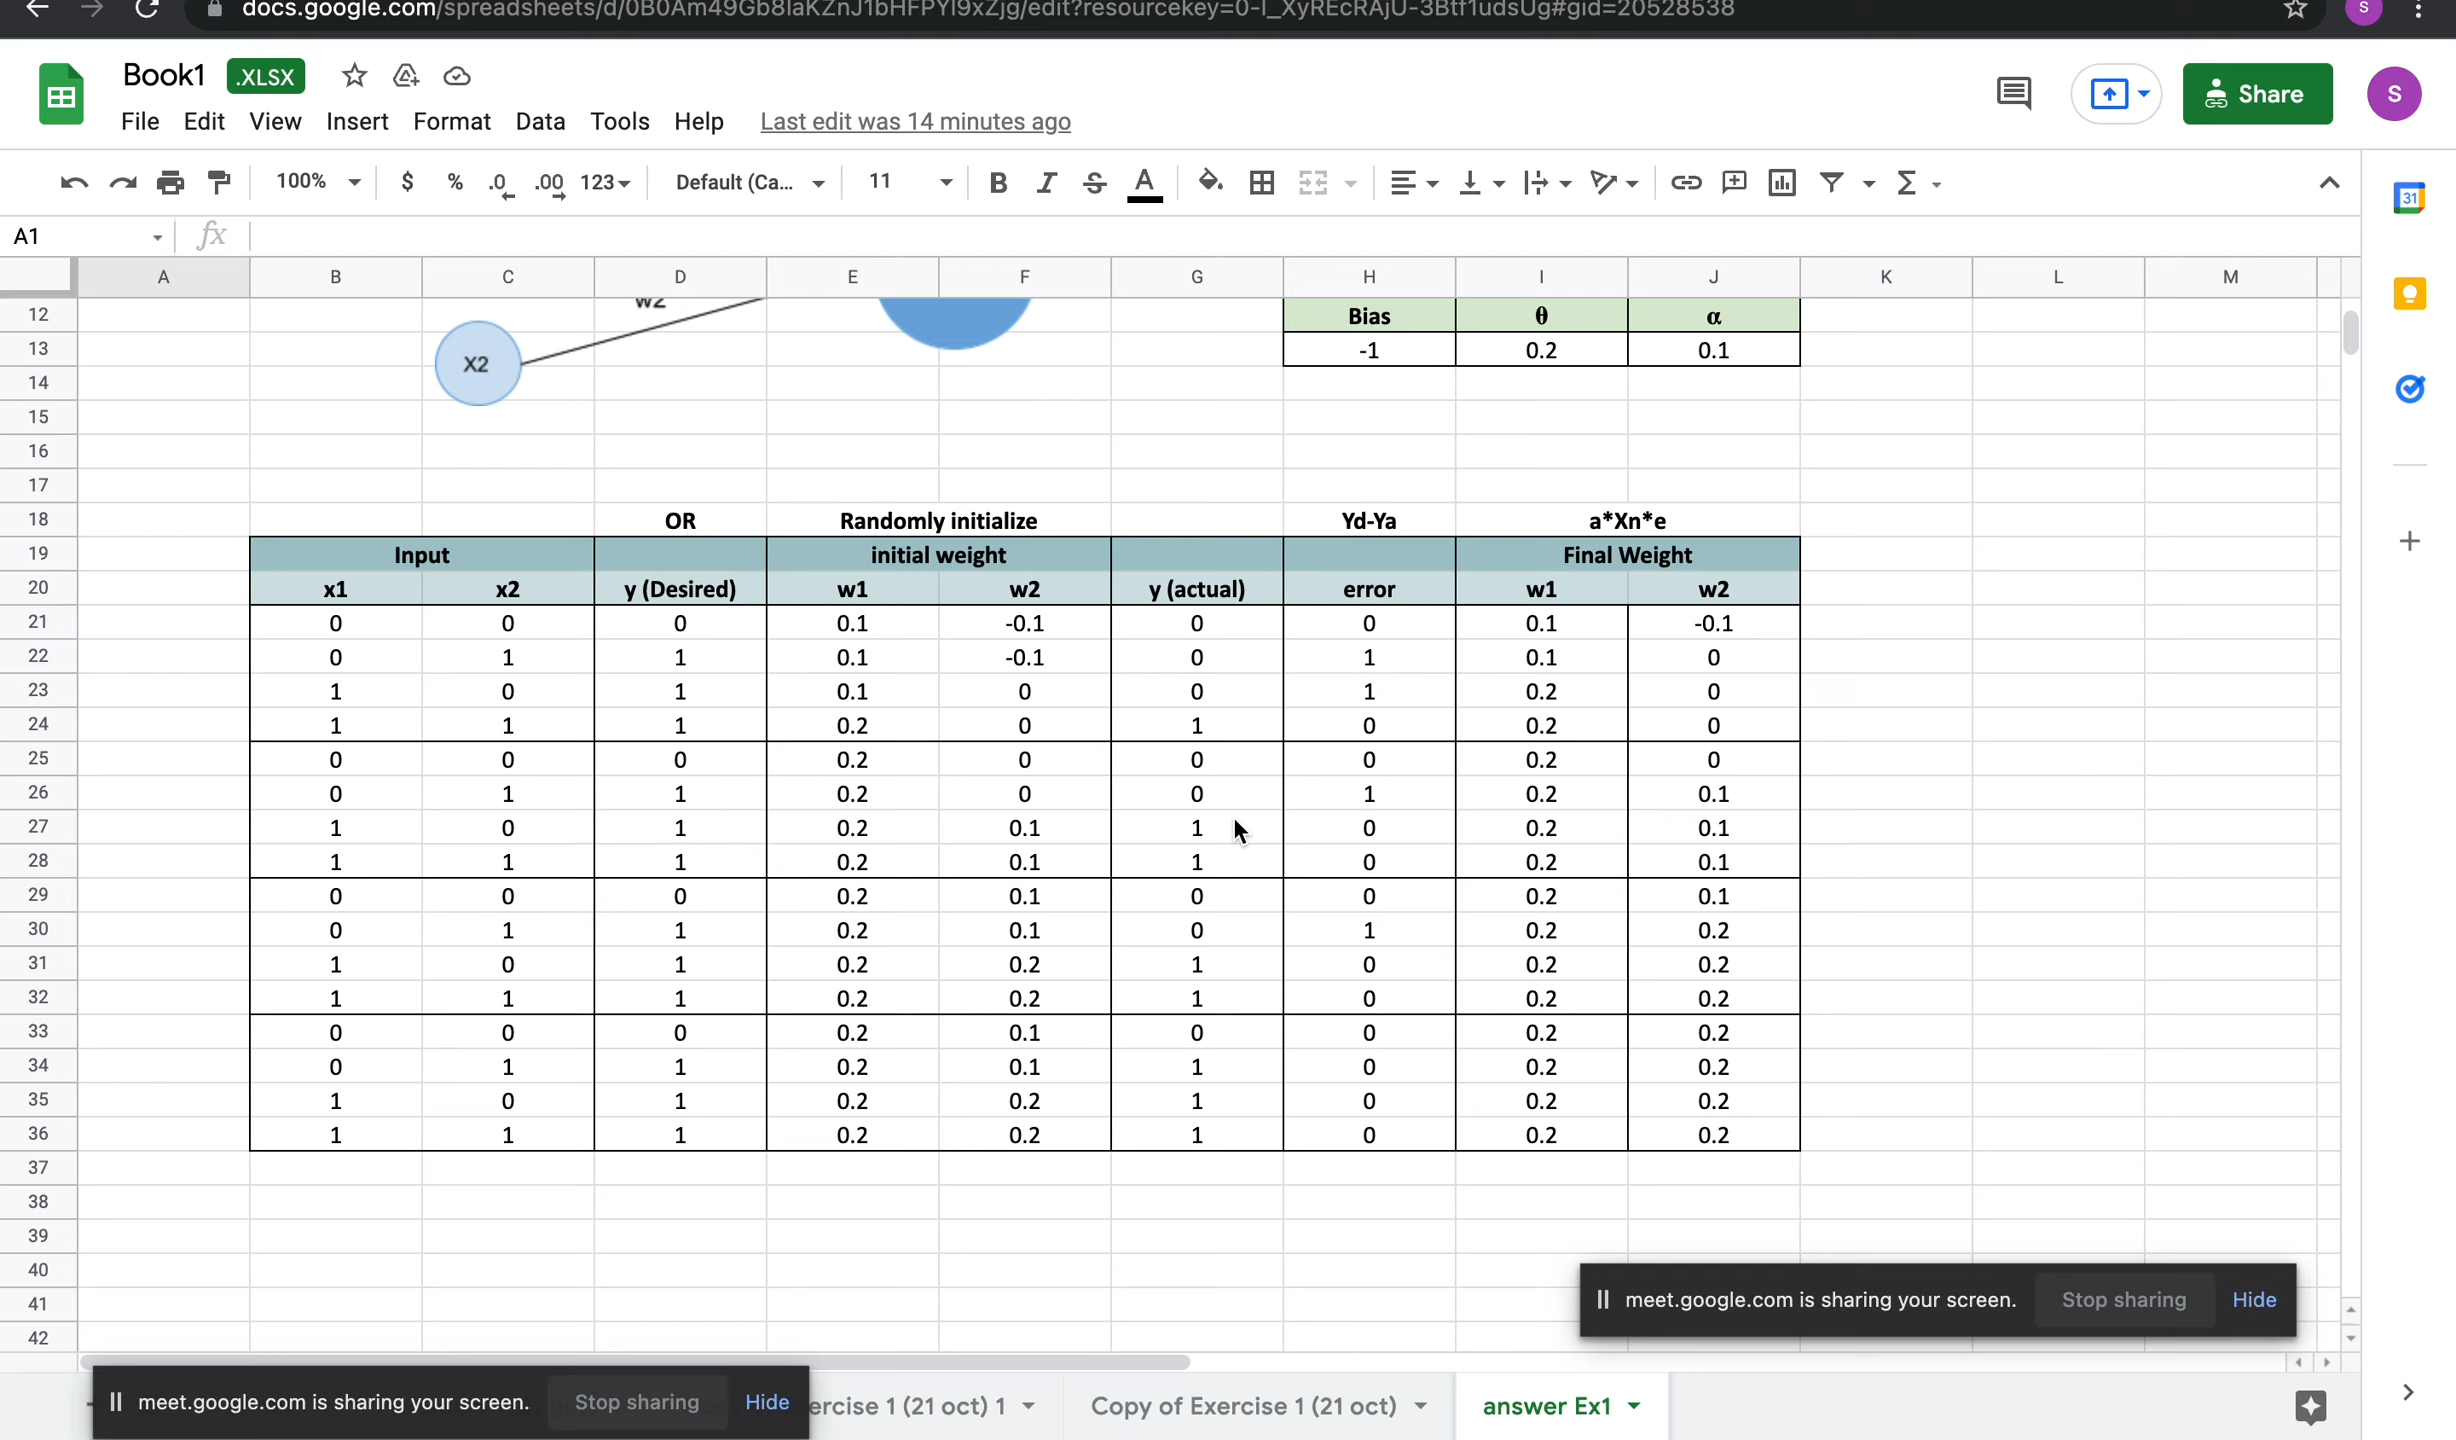 docs.google.com/spreadsheets/d/0B0Am49Gb8IaKZnJ1bHFPYI9xZjg/edit?resourcekey=0-I_XyREcRAjU-3Btf1udsUg#gid=20528538
S
Book1 .XLSX
Share
S
File Edit View Insert Format Data Tools Help Last edit was 14 minutes ago
100% $ % .0 .00 123 Default (Ca... 11 B I S A Σ
31
A1 fx
A B C D E F G H I J K L M
12 w2 Bias θ α
13 X2 -1 0.2 0.1
14
15
16
17
18 OR Randomly initialize Yd-Ya a*Xn*e
19 Input initial weight Final Weight
20 x1 x2 y (Desired) w1 w2 y (actual) error w1 w2
21 0 0 0 0.1 -0.1 0 0 0.1 -0.1
22 0 1 1 0.1 -0.1 0 1 0.1 0
23 1 0 1 0.1 0 0 1 0.2 0
24 1 1 1 0.2 0 1 0 0.2 0
25 0 0 0 0.2 0 0 0 0.2 0
26 0 1 1 0.2 0 0 1 0.2 0.1
27 1 0 1 0.2 0.1 1 0 0.2 0.1
28 1 1 1 0.2 0.1 1 0 0.2 0.1
29 0 0 0 0.2 0.1 0 0 0.2 0.1
30 0 1 1 0.2 0.1 0 1 0.2 0.2
31 1 0 1 0.2 0.2 1 0 0.2 0.2
32 1 1 1 0.2 0.2 1 0 0.2 0.2
33 0 0 0 0.2 0.1 0 0 0.2 0.2
34 0 1 1 0.2 0.1 1 0 0.2 0.2
35 1 0 1 0.2 0.2 1 0 0.2 0.2
36 1 1 1 0.2 0.2 1 0 0.2 0.2
37
38
39
40
41
42
meet.google.com is sharing your screen. Stop sharing Hide
meet.google.com is sharing your screen. Stop sharing Hide
ercise 1 (21 oct) 1 Copy of Exercise 1 (21 oct) answer Ex1